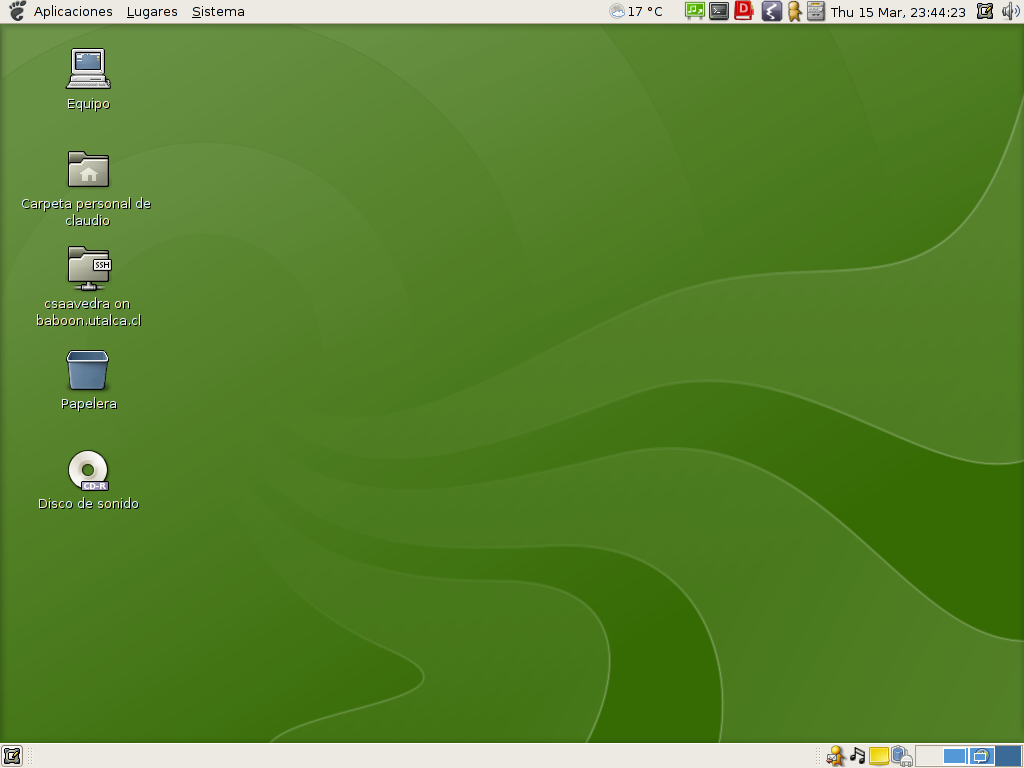 Aplicaciones Lugares Sistema 17 °C D Thu 15 Mar, 23:44:23
Equipo
Carpeta personal de
claudio
SSH
csaavedra on
baboon.utalca.cl
Papelera
CD-R
Disco de sonido